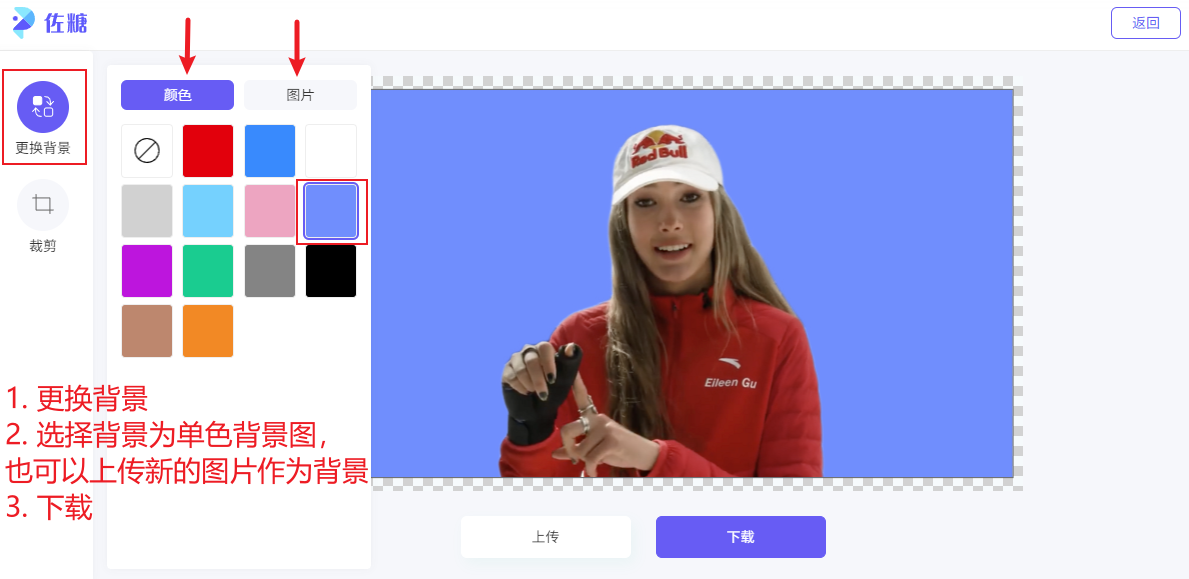 佐糖
返回
颜色
图片
更换背景
裁剪
Red Bull
Eileen Gu
1. 更换背景
2. 选择背景为单色背景图，
也可以上传新的图片作为背景
3. 下载
上传
下载